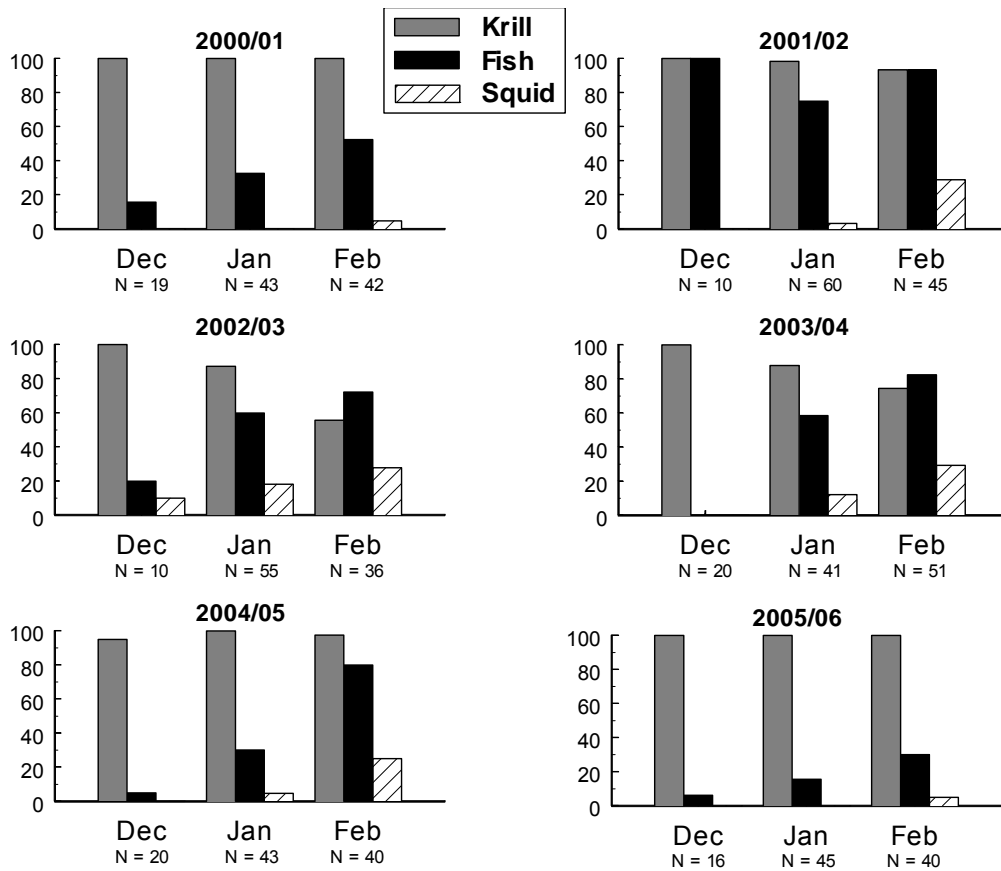 2000/01
Krill
Fish
Squid
2001/02
100
80
60
40
20
0
Dec Jan Feb
N = 19 N = 43 N = 42
100
80
60
40
20
0
Dec Jan Feb
N = 10 N = 60 N = 45
2002/03
100
80
60
40
20
0
Dec Jan Feb
N = 10 N = 55 N = 36
2003/04
100
80
60
40
20
0
Dec Jan Feb
N = 20 N = 41 N = 51
2004/05
100
80
60
40
20
0
Dec Jan Feb
N = 20 N = 43 N = 40
2005/06
100
80
60
40
20
0
Dec Jan Feb
N = 16 N = 45 N = 40